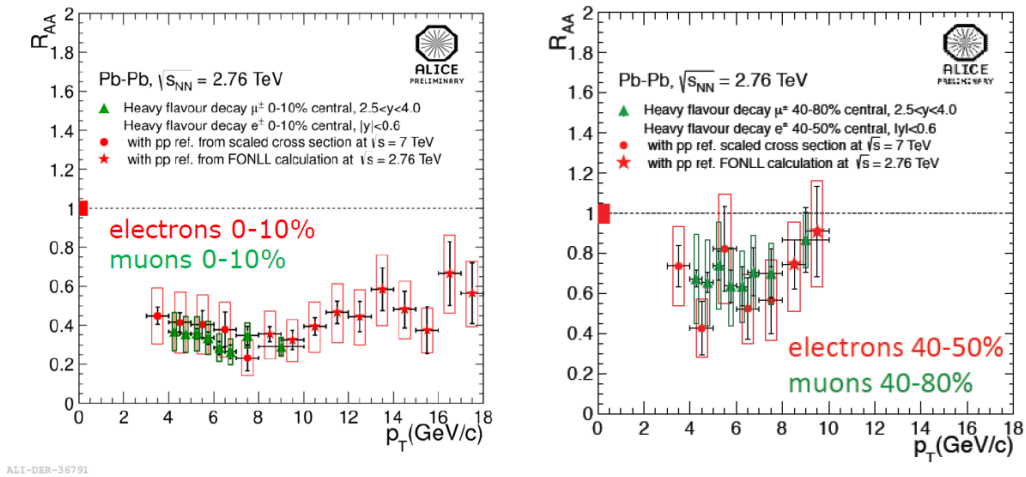 R_AA
2
1.8
1.6
1.4
1.2
1
0.8
0.6
0.4
0.2
0
ALICE
PRELIMINARY
Pb-Pb, √s_NN = 2.76 TeV
Heavy flavour decay μ± 0-10% central, 2.5<y<4.0
Heavy flavour decay e± 0-10% central, |y|<0.6
with pp ref. from scaled cross section at √s = 7 TeV
with pp ref. from FONLL calculation at √s = 2.76 TeV
electrons 0-10%
muons 0-10%
0 2 4 6 8 10 12 14 16 18
p_T (GeV/c)
ALI-DER-36791
R_AA
2
1.8
1.6
1.4
1.2
1
0.8
0.6
0.4
0.2
0
ALICE
PRELIMINARY
Pb-Pb, √s_NN = 2.76 TeV
Heavy flavour decay μ± 40-80% central, 2.5<y<4.0
Heavy flavour decay e± 40-50% central, |y|<0.6
with pp ref. scaled cross section at √s = 7 TeV
with pp ref. FONLL calculation at √s = 2.76 TeV
electrons 40-50%
muons 40-80%
0 2 4 6 8 10 12 14 16 18
p_T (GeV/c)